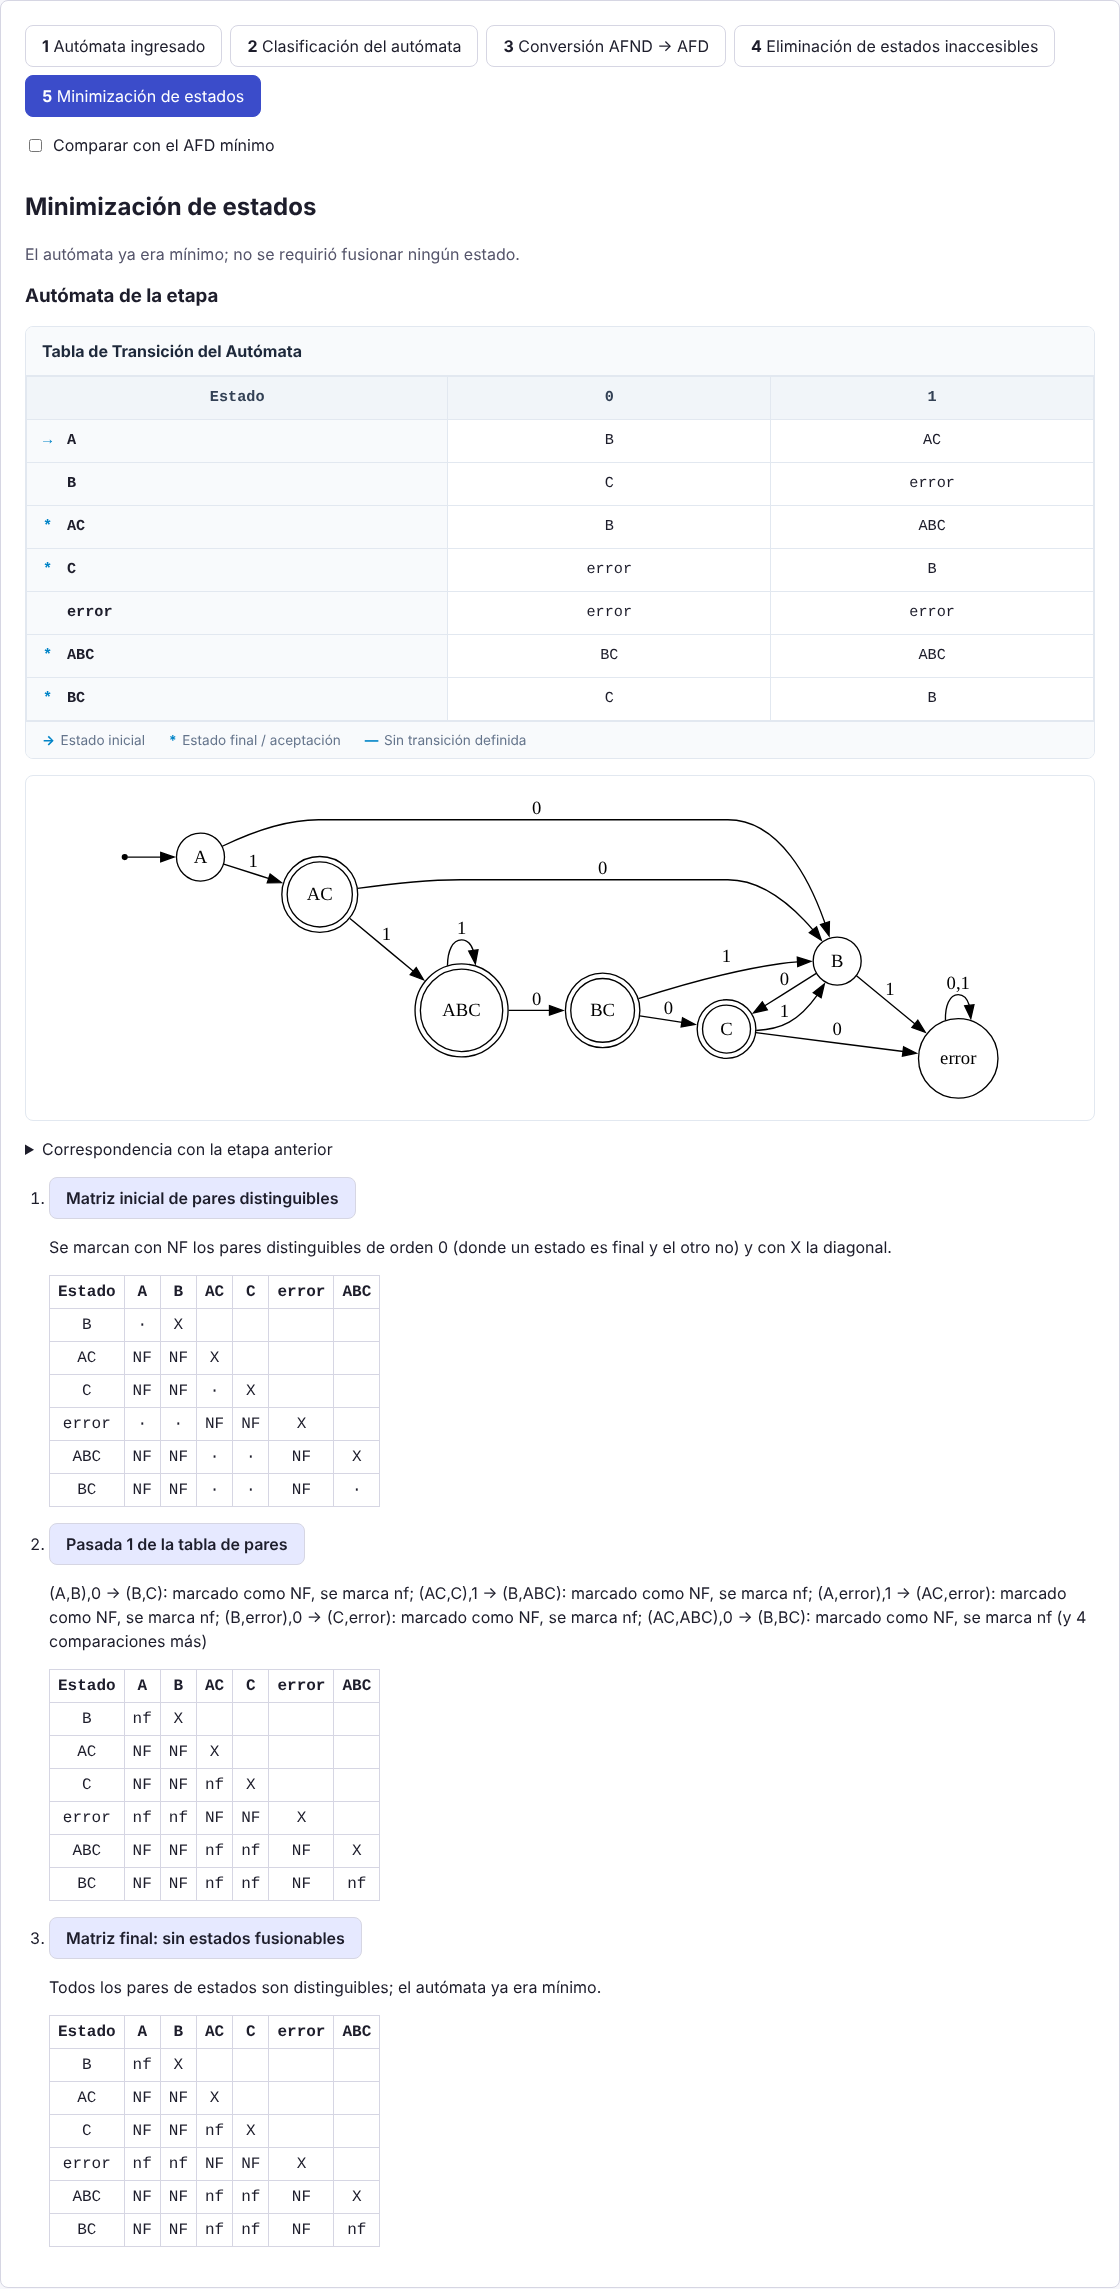 1 Autómata ingresado 2 Clasificación del autómata 3 Conversión AFND → AFD 4 Eliminación de estados inaccesibles
5 Minimización de estados
Comparar con el AFD mínimo
Minimización de estados
El autómata ya era mínimo; no se requirió fusionar ningún estado.
Autómata de la etapa
Tabla de Transición del Autómata
Estado 0 1
→ A B AC
B C error
* AC B ABC
* C error B
error error error
* ABC BC ABC
* BC C B
→ Estado inicial * Estado final / aceptación — Sin transición definida
0
A 1
AC 0
1 1
ABC 0 BC 1 B
0 C 0 1 0
1 0,1
error
▶ Correspondencia con la etapa anterior
1. Matriz inicial de pares distinguibles
Se marcan con NF los pares distinguibles de orden 0 (donde un estado es final y el otro no) y con X la diagonal.
Estado A B AC C error ABC
B · X
AC NF NF X
C NF NF · X
error · · NF NF X
ABC NF NF · · NF X
BC NF NF · · NF ·
2. Pasada 1 de la tabla de pares
(A,B),0 → (B,C): marcado como NF, se marca nf; (AC,C),1 → (B,ABC): marcado como NF, se marca nf; (A,error),1 → (AC,error): marcado
como NF, se marca nf; (B,error),0 → (C,error): marcado como NF, se marca nf; (AC,ABC),0 → (B,BC): marcado como NF, se marca nf (y 4
comparaciones más)
Estado A B AC C error ABC
B nf X
AC NF NF X
C NF NF nf X
error nf nf NF NF X
ABC NF NF nf nf NF X
BC NF NF nf nf NF nf
3. Matriz final: sin estados fusionables
Todos los pares de estados son distinguibles; el autómata ya era mínimo.
Estado A B AC C error ABC
B nf X
AC NF NF X
C NF NF nf X
error nf nf NF NF X
ABC NF NF nf nf NF X
BC NF NF nf nf NF nf